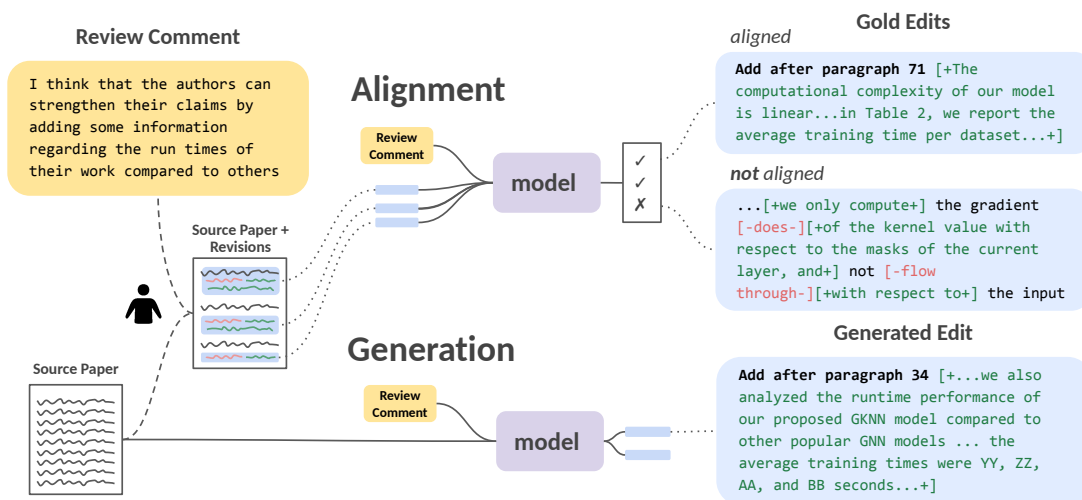 Review Comment
I think that the authors can
strengthen their claims by
adding some information
regarding the run times of
their work compared to others
Source Paper +
Revisions
Source Paper
Alignment
Review
Comment
model
✓
✓
✗
Gold Edits
aligned
Add after paragraph 71 [+The
computational complexity of our model
is linear...in Table 2, we report the
average training time per dataset...+]
not aligned
...[+we only compute+] the gradient
[-does-][+of the kernel value with
respect to the masks of the current
layer, and+] not [-flow
through-][+with respect to+] the input
Generation
Review
Comment
model
Generated Edit
Add after paragraph 34 [+...we also
analyzed the runtime performance of
our proposed GKNN model compared to
other popular GNN models ... the
average training times were YY, ZZ,
AA, and BB seconds...+]